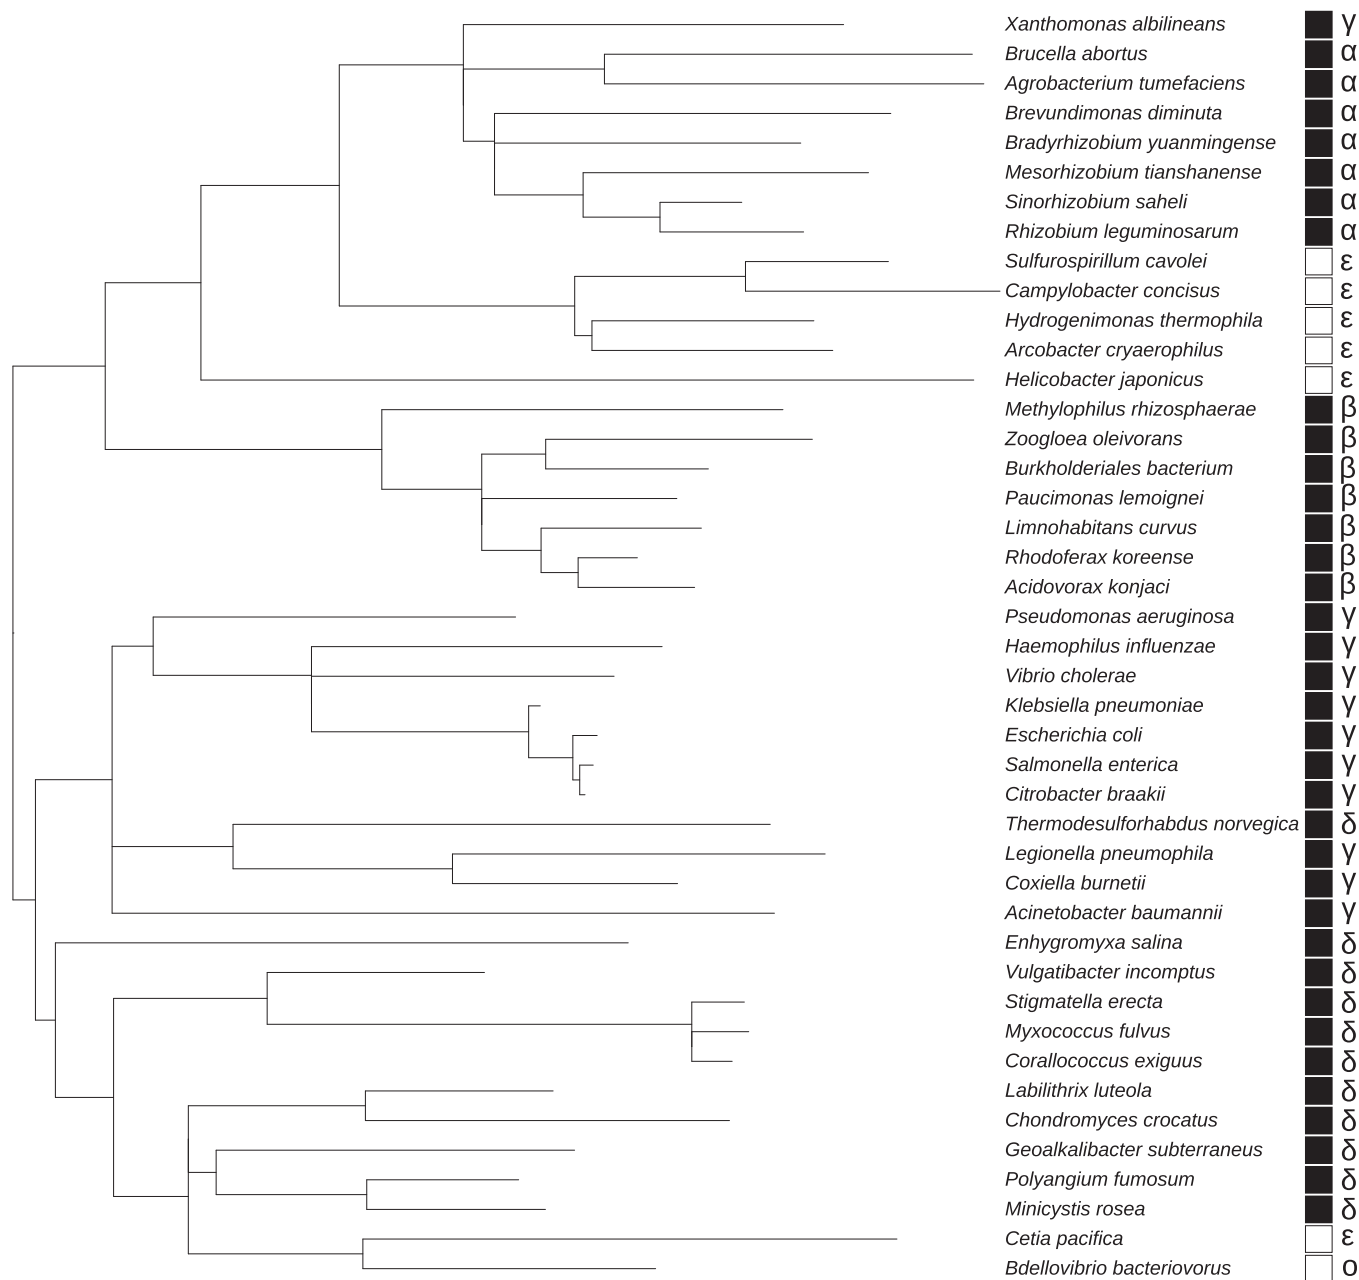 Xanthomonas albilineans γ
Brucella abortus α
Agrobacterium tumefaciens α
Brevundimonas diminuta α
Bradyrhizobium yuanmingense α
Mesorhizobium tianshanense α
Sinorhizobium saheli α
Rhizobium leguminosarum α
Sulfurospirillum cavolei ε
Campylobacter concisus ε
Hydrogenimonas thermophila ε
Arcobacter cryaerophilus ε
Helicobacter japonicus ε
Methylophilus rhizosphaerae β
Zoogloea oleivorans β
Burkholderiales bacterium β
Paucimonas lemoignei β
Limnohabitans curvus β
Rhodoferax koreense β
Acidovorax konjaci β
Pseudomonas aeruginosa γ
Haemophilus influenzae γ
Vibrio cholerae γ
Klebsiella pneumoniae γ
Escherichia coli γ
Salmonella enterica γ
Citrobacter braakii γ
Thermodesulforhabdus norvegica δ
Legionella pneumophila γ
Coxiella burnetii γ
Acinetobacter baumannii γ
Enhygromyxa salina δ
Vulgatibacter incomptus δ
Stigmatella erecta δ
Myxococcus fulvus δ
Corallococcus exiguus δ
Labilithrix luteola δ
Chondromyces crocatus δ
Geoalkalibacter subterraneus δ
Polyangium fumosum δ
Minicystis rosea δ
Cetia pacifica ε
Bdellovibrio bacteriovorus ο